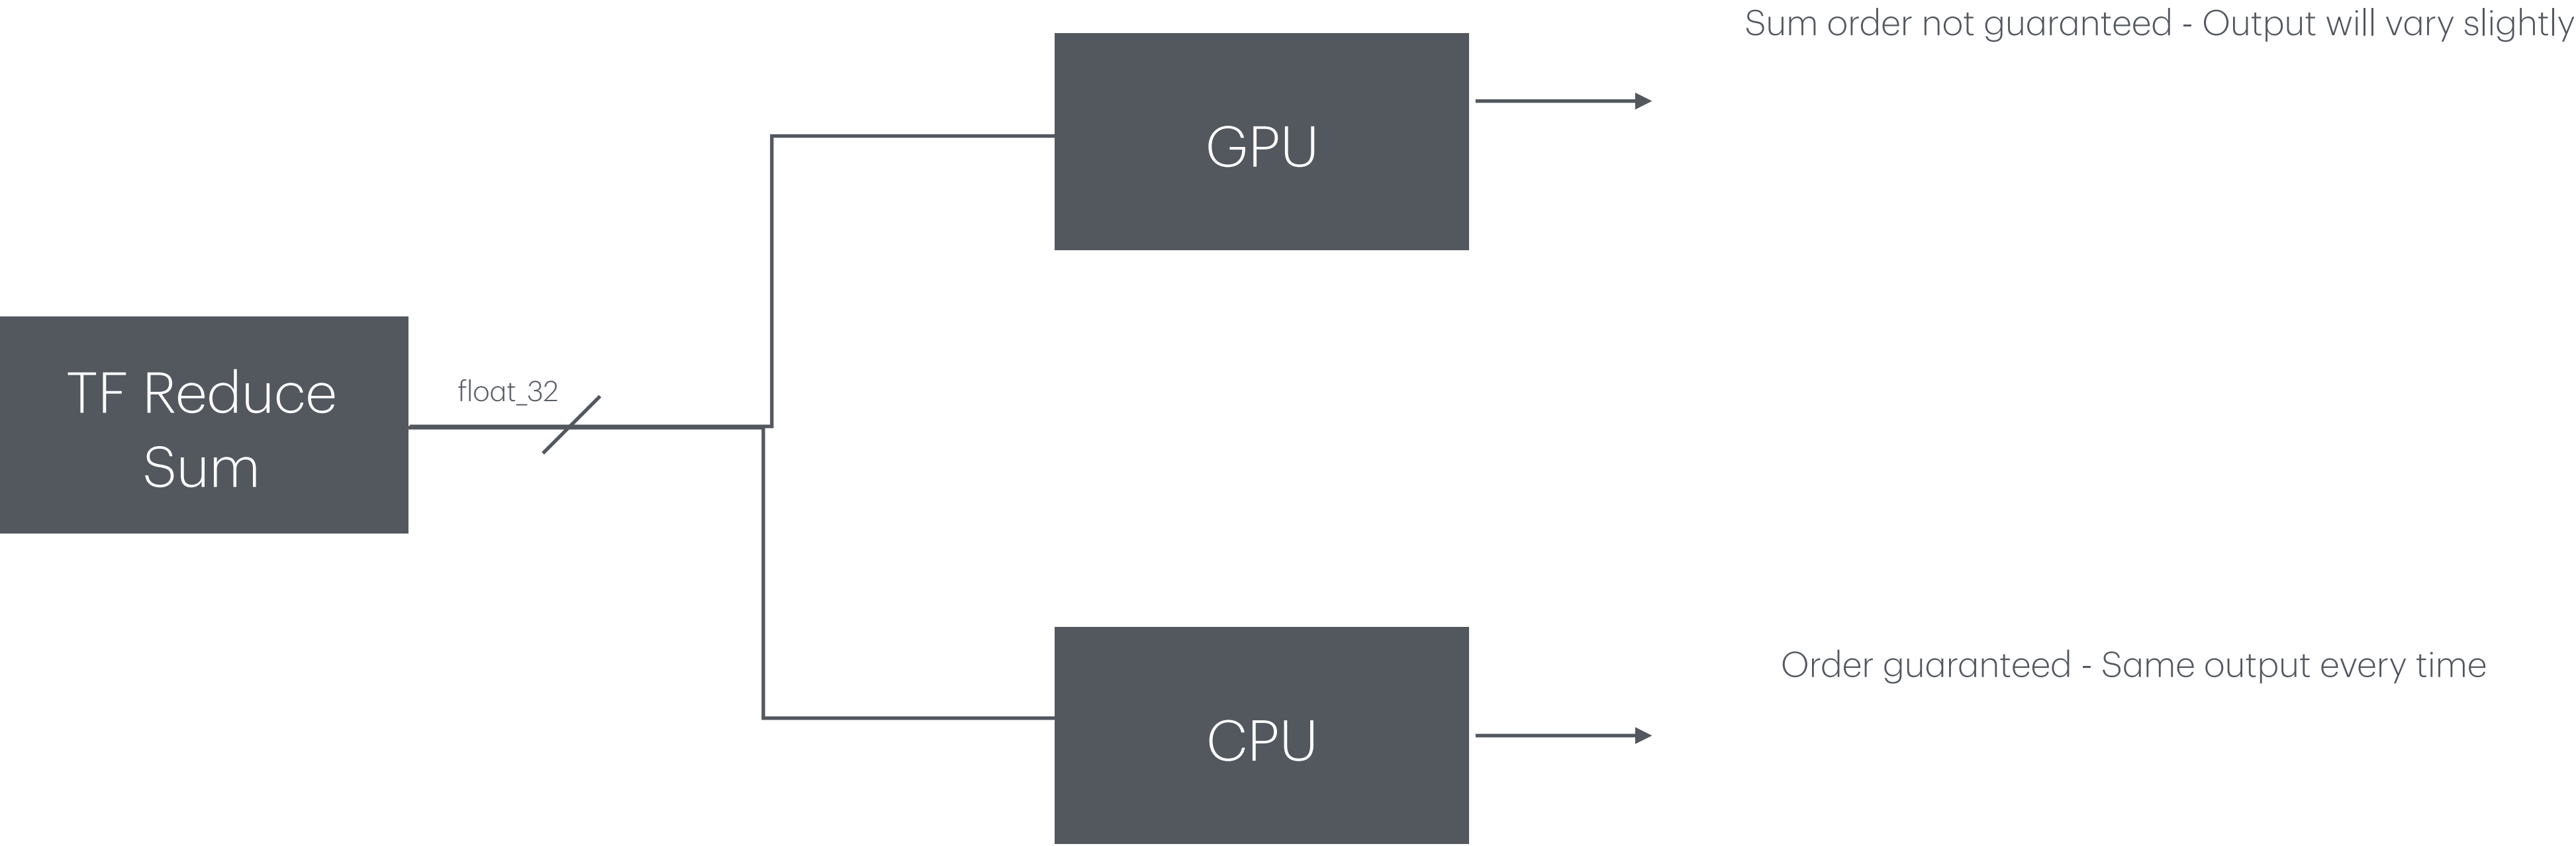 Sum order not guaranteed - Output will vary slightly
GPU
TF Reduce
Sum
float_32
Order guaranteed - Same output every time
CPU